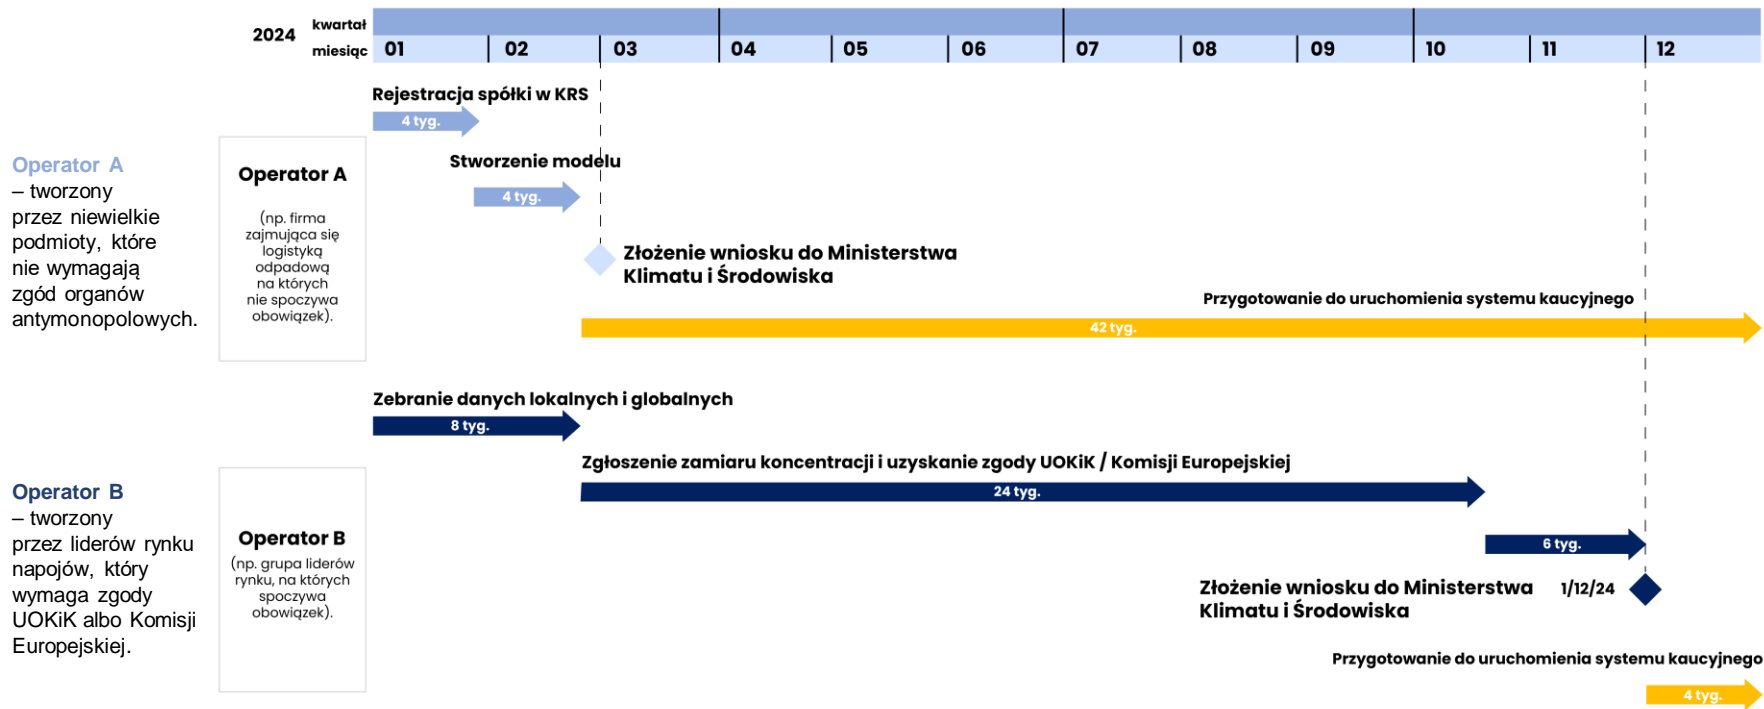 2024
kwartał
miesiąc
01 02 03 04 05 06 07 08 09 10 11 12
Rejestracja spółki w KRS
4 tyg.
Stworzenie modelu
4 tyg.
Operator A
– tworzony
przez niewielkie
podmioty, które
nie wymagają
zgód organów
antymonopolowych.
Operator A
(np. firma
zajmująca się
logistyką
odpadową
na których
nie spoczywa
obowiązek).
Złożenie wniosku do Ministerstwa
Klimatu i Środowiska
Przygotowanie do uruchomienia systemu kaucyjnego
42 tyg.
Zebranie danych lokalnych i globalnych
8 tyg.
Zgłoszenie zamiaru koncentracji i uzyskanie zgody UOKiK / Komisji Europejskiej
24 tyg.
Operator B
– tworzony
przez liderów rynku
napojów, który
wymaga zgody
UOKiK albo Komisji
Europejskiej.
Operator B
(np. grupa liderów
rynku, na których
spoczywa
obowiązek).
6 tyg.
Złożenie wniosku do Ministerstwa
Klimatu i Środowiska
1/12/24
Przygotowanie do uruchomienia systemu kaucyjnego
4 tyg.